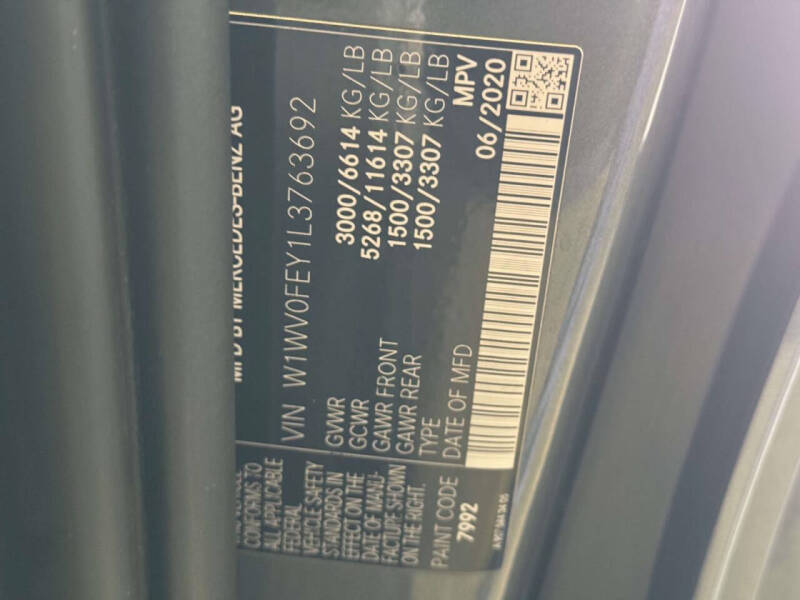 MFD BY MERCEDES-BENZ AG
VIN W1WV0FEY1L3763692
GVWR 3000/6614 KG/LB
GCWR 5268/11614 KG/LB
GAWR FRONT 1500/3307 KG/LB
GAWR REAR 1500/3307 KG/LB
TYPE MPV
DATE OF MFD 06/2020
CONFORMS TO
ALL APPLICABLE
FEDERAL
VEHICLE SAFETY
STANDARDS IN
EFFECT ON THE
DATE OF MANU-
FACTURE SHOWN
ON THE RIGHT.
PAINT CODE
7992